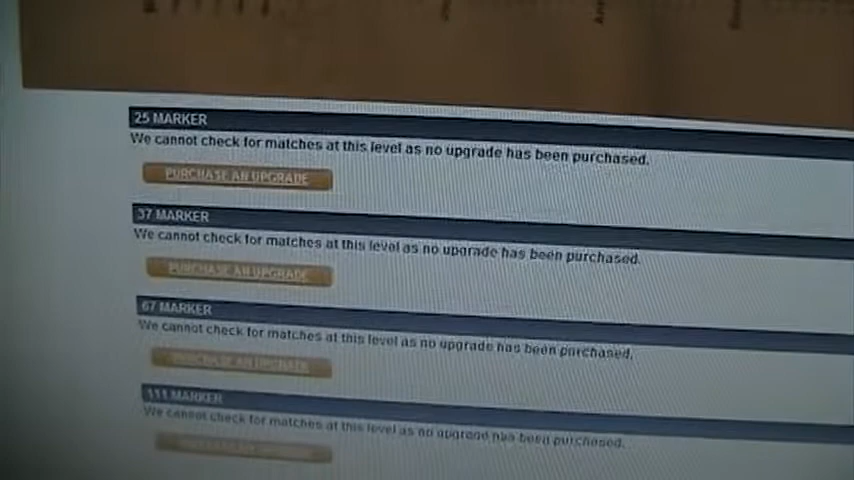 25 MARKER
We cannot check for matches at this level as no upgrade has been purchased.
PURCHASE AN UPGRADE
37 MARKER
We cannot check for matches at this level as no upgrade has been purchased.
PURCHASE AN UPGRADE
67 MARKER
We cannot check for matches at this level as no upgrade has been purchased.
PURCHASE AN UPGRADE
111 MARKER
We cannot check for matches at this level as no upgrade has been purchased.